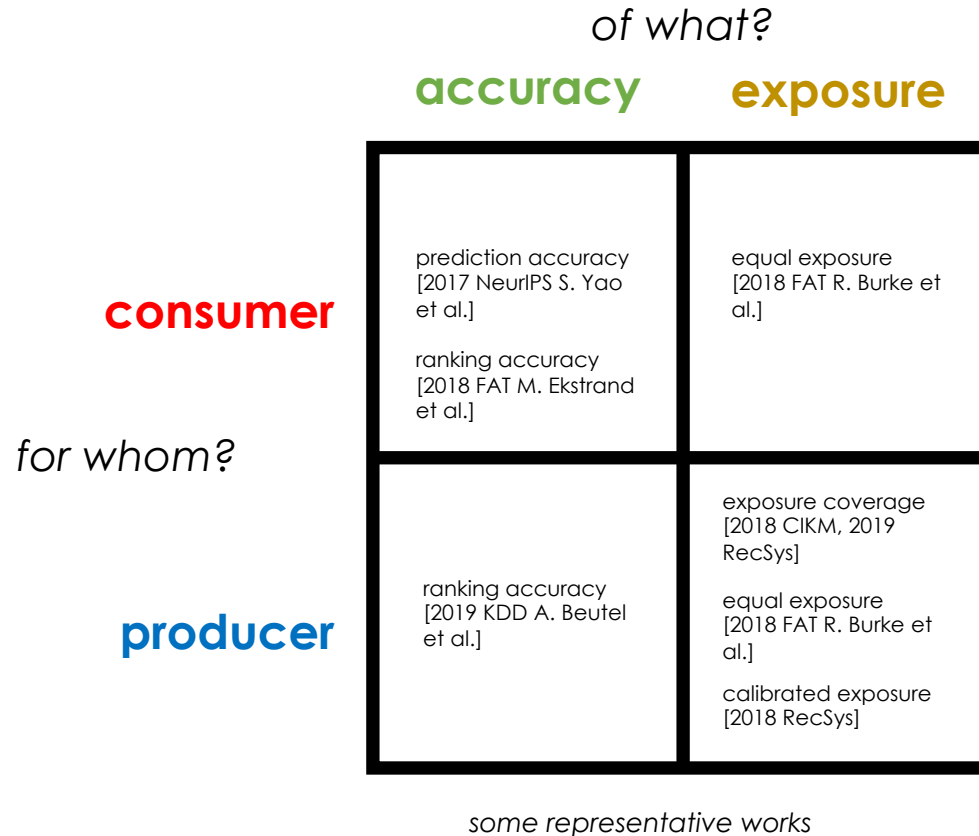 of what?
accuracy
exposure
consumer
prediction accuracy
[2017 NeurIPS S. Yao
et al.]
ranking accuracy
[2018 FAT M. Ekstrand
et al.]
equal exposure
[2018 FAT R. Burke et
al.]
for whom?
producer
ranking accuracy
[2019 KDD A. Beutel
et al.]
exposure coverage
[2018 CIKM, 2019
RecSys]
equal exposure
[2018 FAT R. Burke et
al.]
calibrated exposure
[2018 RecSys]
some representative works